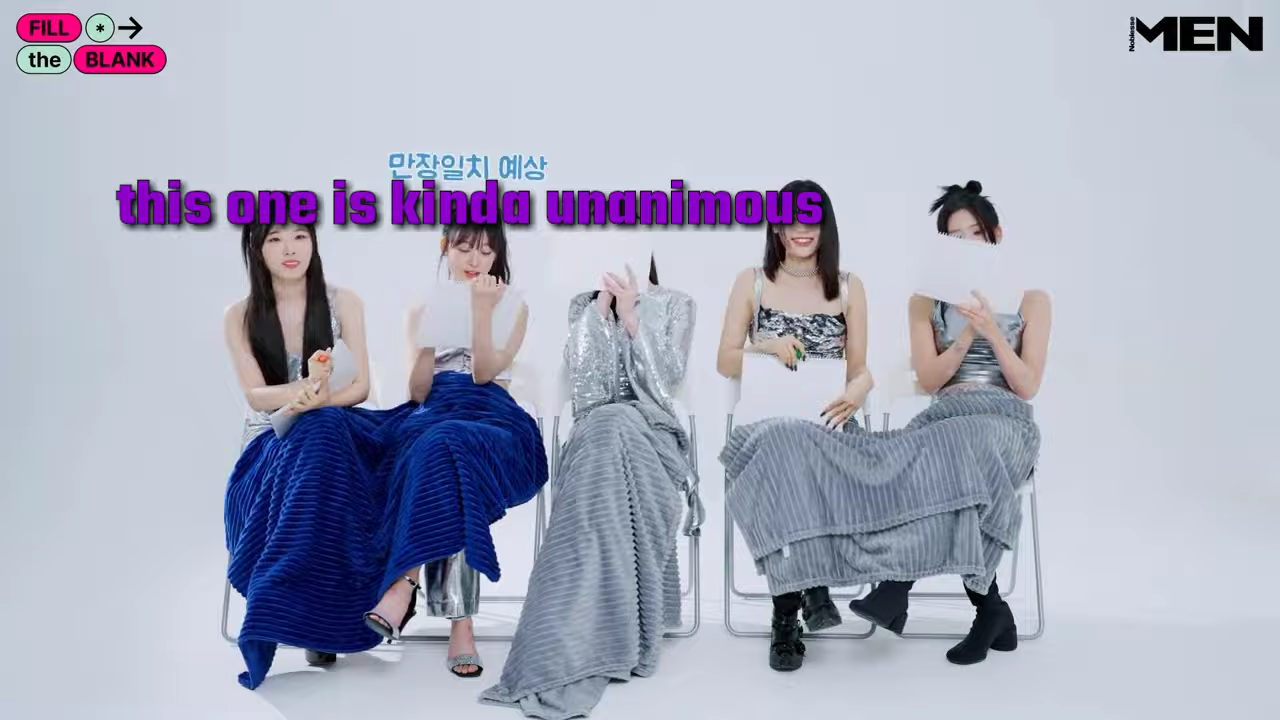 FILL * →
the BLANK
Noblesse MEN
만장일치 예상
this one is kinda unanimous